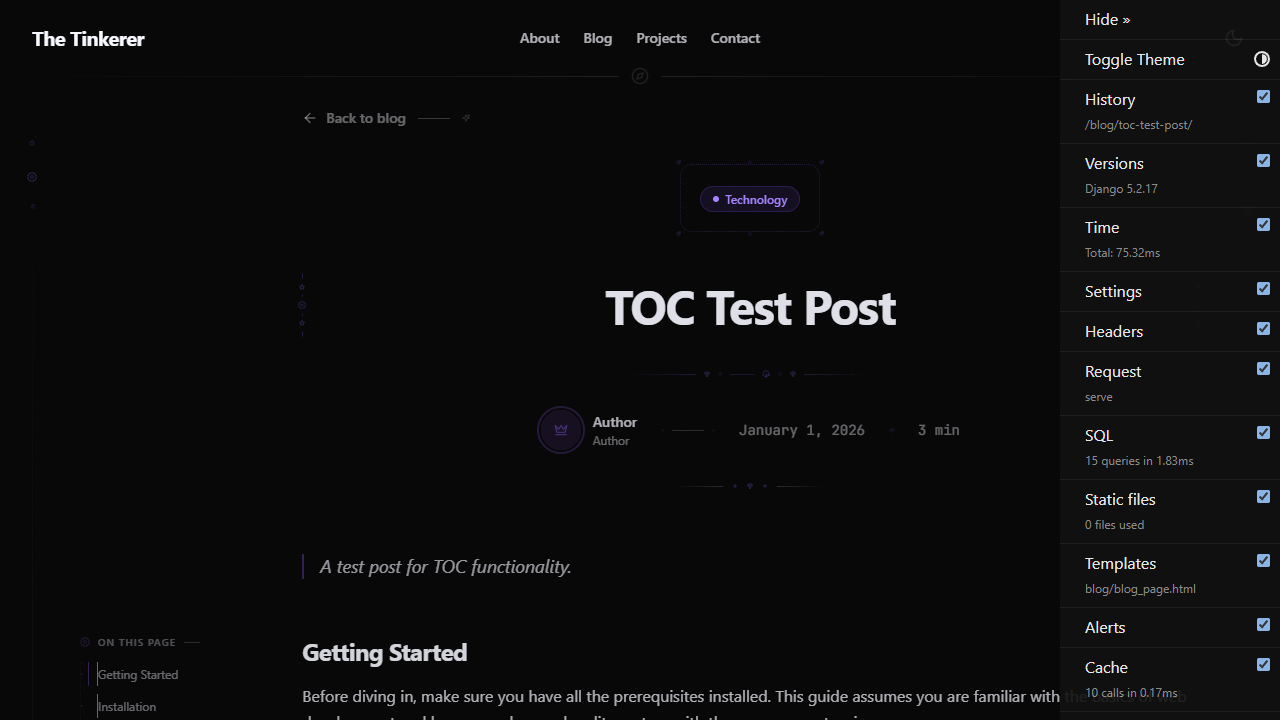 The Tinkerer
About Blog Projects Contact
Back to blog
Technology
TOC Test Post
Author
Author
January 1, 2026
3 min
A test post for TOC functionality.
ON THIS PAGE
Getting Started
Installation
Getting Started
Before diving in, make sure you have all the prerequisites installed. This guide assumes you are familiar with the basics of web
Hide »
Toggle Theme
History
/blog/toc-test-post/
Versions
Django 5.2.17
Time
Total: 75.32ms
Settings
Headers
Request
serve
SQL
15 queries in 1.83ms
Static files
0 files used
Templates
blog/blog_page.html
Alerts
Cache
10 calls in 0.17ms